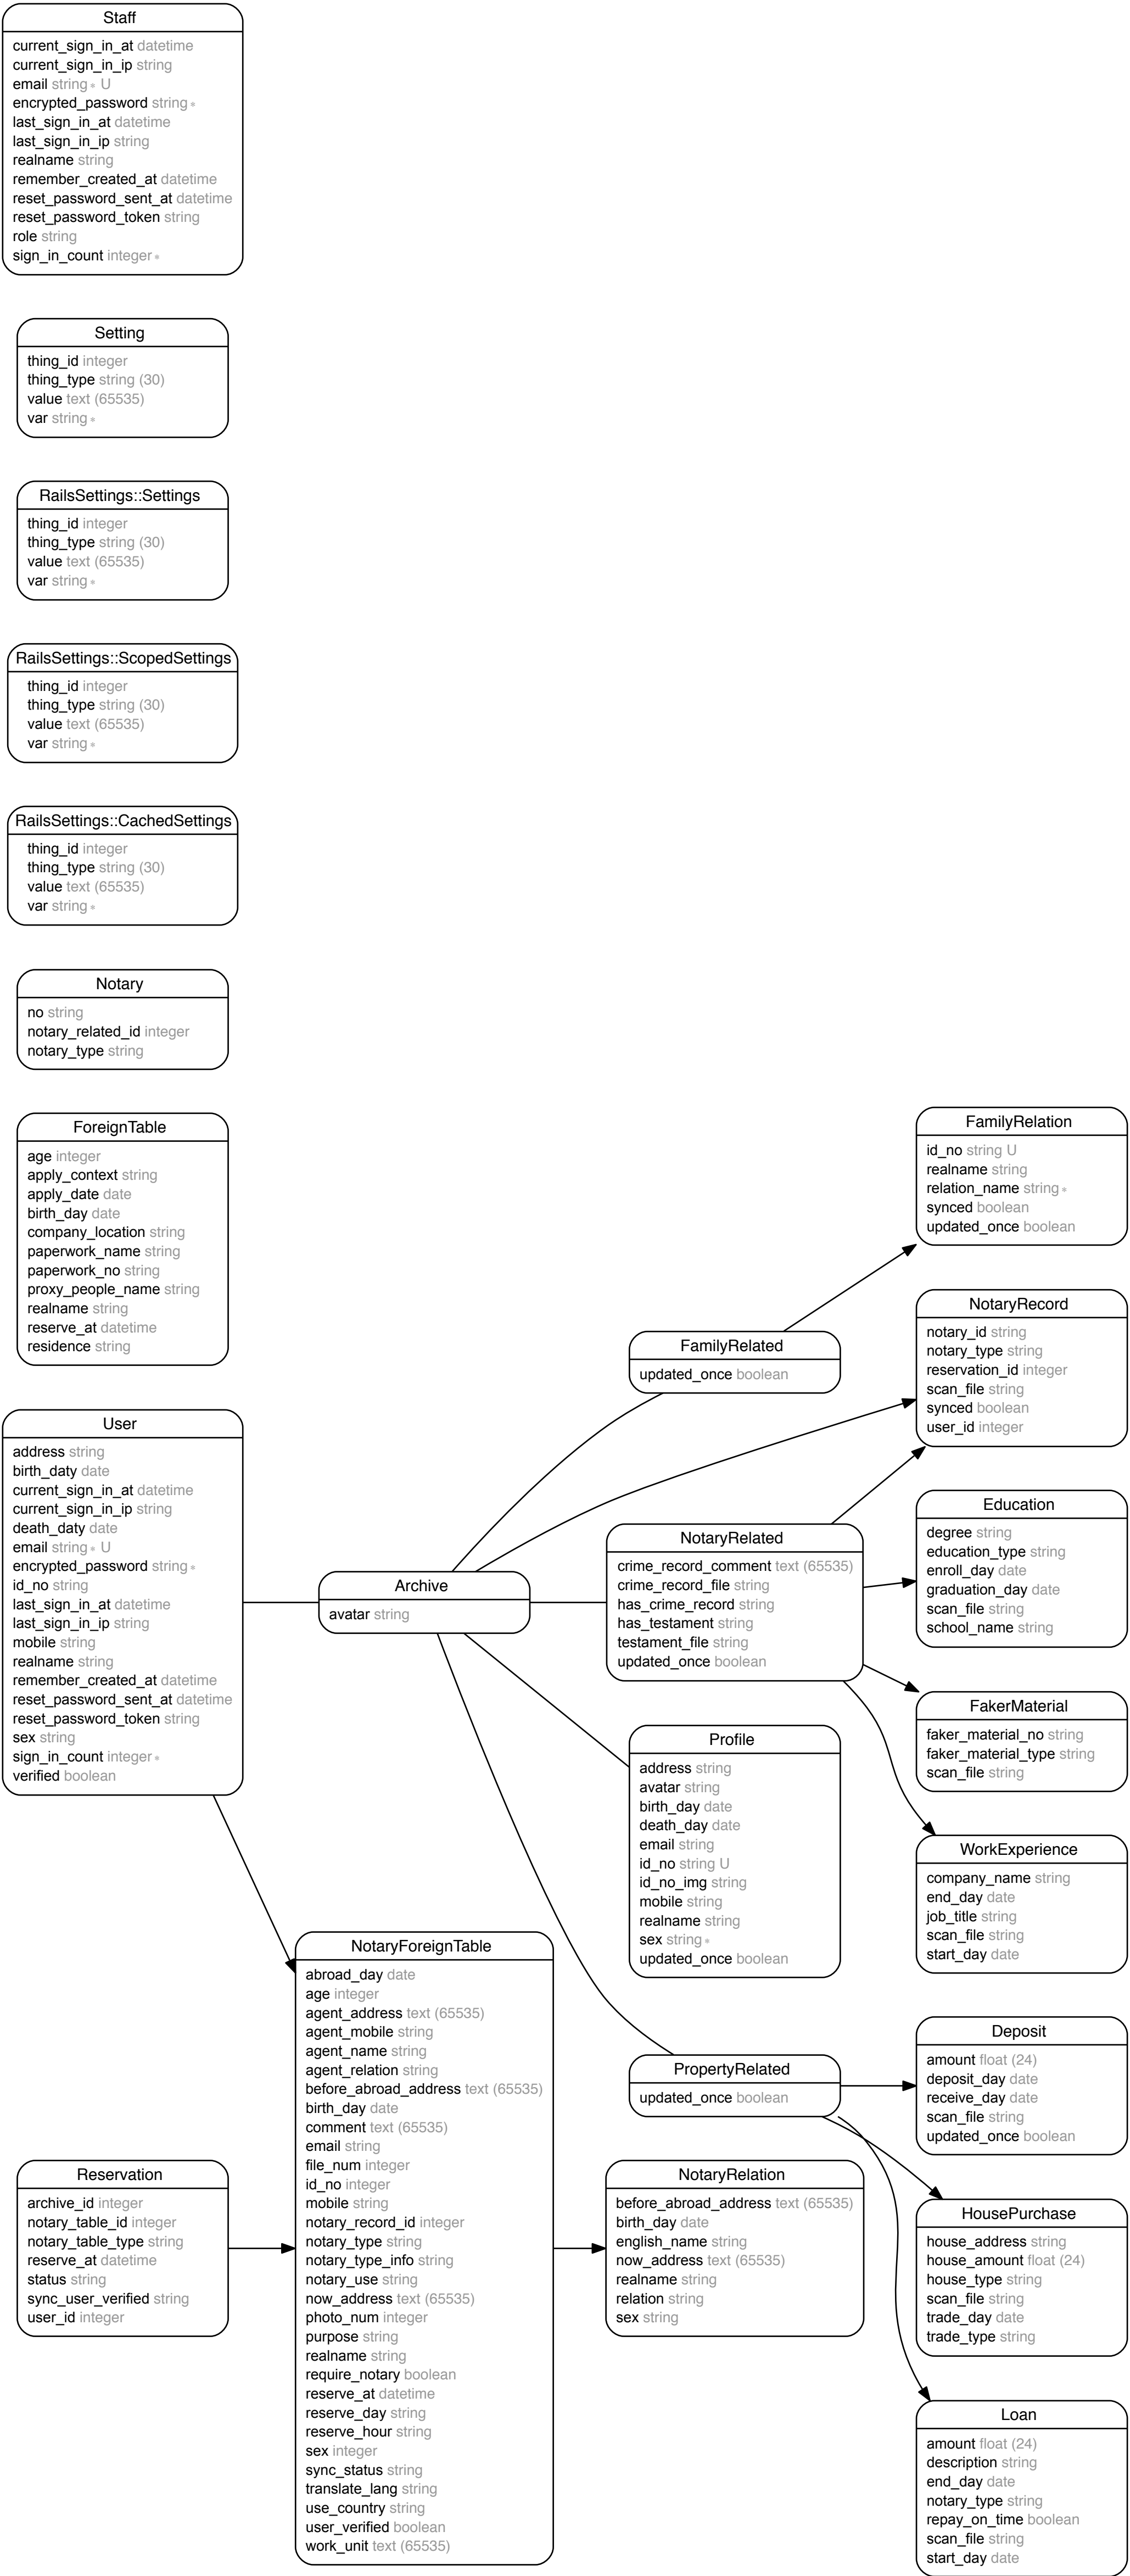 Staff
current_sign_in_at datetime
current_sign_in_ip string
email string * U
encrypted_password string *
last_sign_in_at datetime
last_sign_in_ip string
realname string
remember_created_at datetime
reset_password_sent_at datetime
reset_password_token string
role string
sign_in_count integer *
Setting
thing_id integer
thing_type string (30)
value text (65535)
var string *
RailsSettings::Settings
thing_id integer
thing_type string (30)
value text (65535)
var string *
RailsSettings::ScopedSettings
thing_id integer
thing_type string (30)
value text (65535)
var string *
RailsSettings::CachedSettings
thing_id integer
thing_type string (30)
value text (65535)
var string *
Notary
no string
notary_related_id integer
notary_type string
ForeignTable
age integer
apply_context string
apply_date date
birth_day date
company_location string
paperwork_name string
paperwork_no string
proxy_people_name string
realname string
reserve_at datetime
residence string
User
address string
birth_daty date
current_sign_in_at datetime
current_sign_in_ip string
death_daty date
email string * U
encrypted_password string *
id_no string
last_sign_in_at datetime
last_sign_in_ip string
mobile string
realname string
remember_created_at datetime
reset_password_sent_at datetime
reset_password_token string
sex string
sign_in_count integer *
verified boolean
Reservation
archive_id integer
notary_table_id integer
notary_table_type string
reserve_at datetime
status string
sync_user_verified string
user_id integer
Archive
avatar string
NotaryForeignTable
abroad_day date
age integer
agent_address text (65535)
agent_mobile string
agent_name string
agent_relation string
before_abroad_address text (65535)
birth_day date
comment text (65535)
email string
file_num integer
id_no integer
mobile string
notary_record_id integer
notary_type string
notary_type_info string
notary_use string
now_address text (65535)
photo_num integer
purpose string
realname string
require_notary boolean
reserve_at datetime
reserve_day string
reserve_hour string
sex integer
sync_status string
translate_lang string
use_country string
user_verified boolean
work_unit text (65535)
FamilyRelated
updated_once boolean
NotaryRelated
crime_record_comment text (65535)
crime_record_file string
has_crime_record string
has_testament string
testament_file string
updated_once boolean
Profile
address string
avatar string
birth_day date
death_day date
email string
id_no string U
id_no_img string
mobile string
realname string
sex string *
updated_once boolean
PropertyRelated
updated_once boolean
NotaryRelation
before_abroad_address text (65535)
birth_day date
english_name string
now_address text (65535)
realname string
relation string
sex string
FamilyRelation
id_no string U
realname string
relation_name string *
synced boolean
updated_once boolean
NotaryRecord
notary_id string
notary_type string
reservation_id integer
scan_file string
synced boolean
user_id integer
Education
degree string
education_type string
enroll_day date
graduation_day date
scan_file string
school_name string
FakerMaterial
faker_material_no string
faker_material_type string
scan_file string
WorkExperience
company_name string
end_day date
job_title string
scan_file string
start_day date
Deposit
amount float (24)
deposit_day date
receive_day date
scan_file string
updated_once boolean
HousePurchase
house_address string
house_amount float (24)
house_type string
scan_file string
trade_day date
trade_type string
Loan
amount float (24)
description string
end_day date
notary_type string
repay_on_time boolean
scan_file string
start_day date